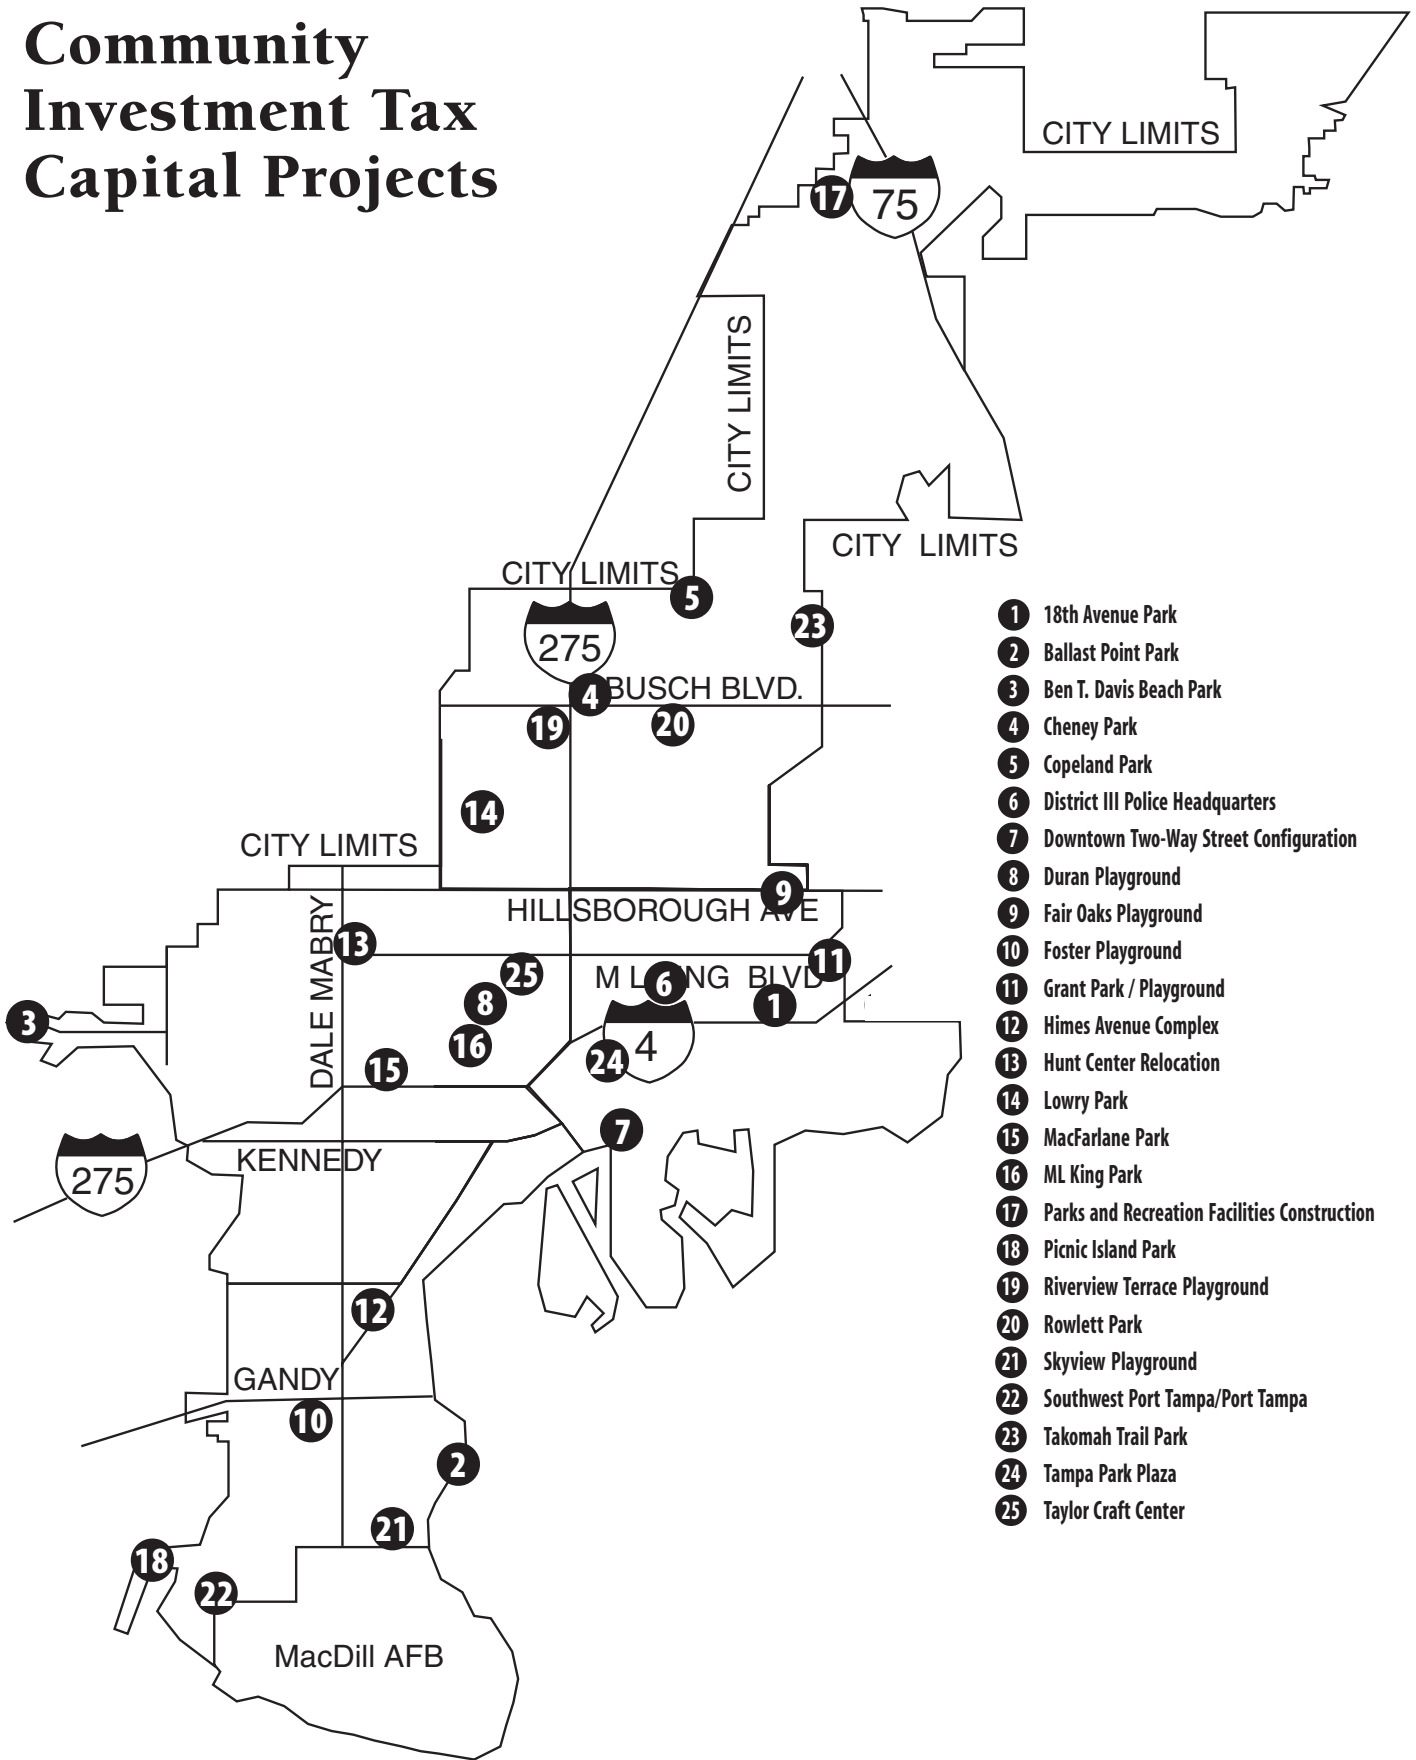 Community
Investment Tax
Capital Projects
CITY LIMITS
17
75
CITY LIMITS
CITY LIMITS
CITY LIMITS
5
23
275
4
BUSCH BLVD.
19
20
14
CITY LIMITS
9
HILLSBOROUGH AVE
DALE MABRY
13
11
25
M L KING BLVD
6
8
1
3
16
4
24
15
7
275
KENNEDY
12
GANDY
10
2
21
18
22
MacDill AFB
1 18th Avenue Park
2 Ballast Point Park
3 Ben T. Davis Beach Park
4 Cheney Park
5 Copeland Park
6 District III Police Headquarters
7 Downtown Two-Way Street Configuration
8 Duran Playground
9 Fair Oaks Playground
10 Foster Playground
11 Grant Park / Playground
12 Himes Avenue Complex
13 Hunt Center Relocation
14 Lowry Park
15 MacFarlane Park
16 ML King Park
17 Parks and Recreation Facilities Construction
18 Picnic Island Park
19 Riverview Terrace Playground
20 Rowlett Park
21 Skyview Playground
22 Southwest Port Tampa/Port Tampa
23 Takomah Trail Park
24 Tampa Park Plaza
25 Taylor Craft Center